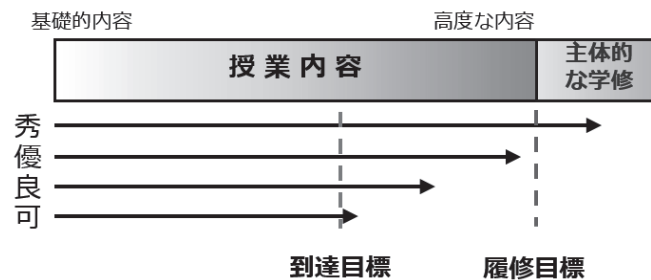 基礎的内容 高度な内容
授業内容 主体的
な学修
秀
優
良
可
到達目標 履修目標